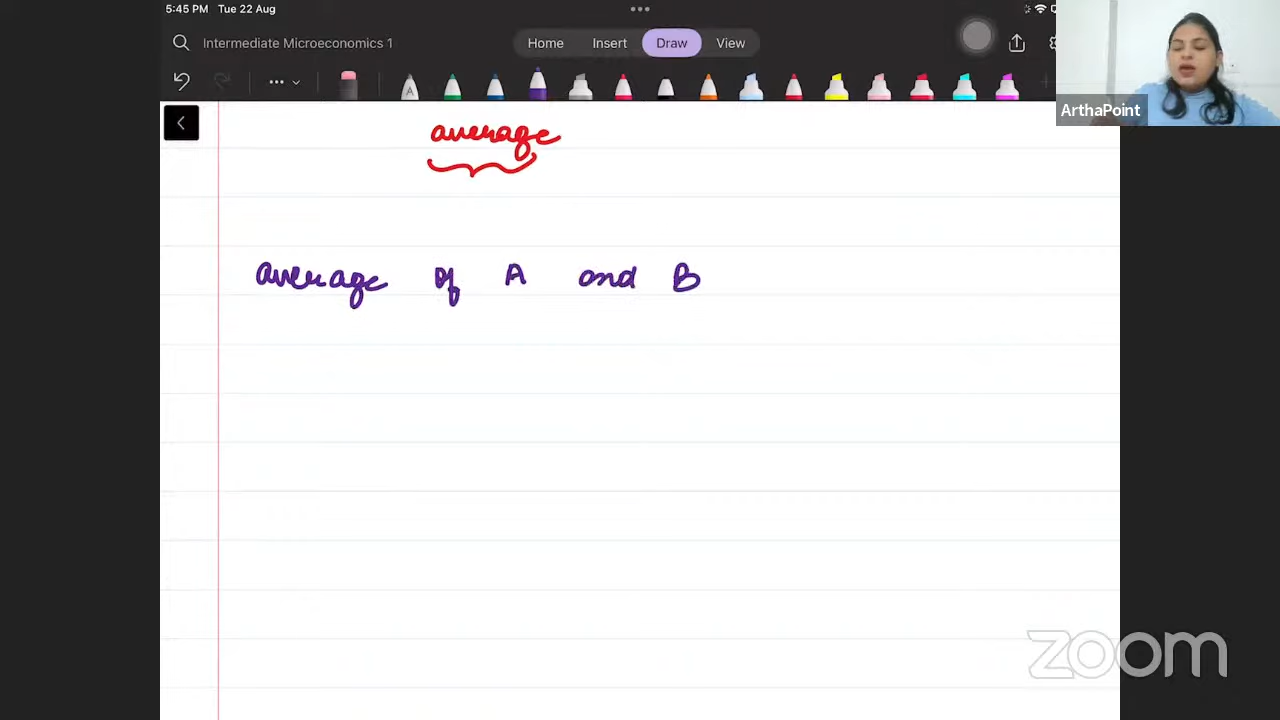 5:45 PM Tue 22 Aug
Intermediate Microeconomics 1
Home Insert Draw View
A
ArthaPoint
average
average of A and B
zoom